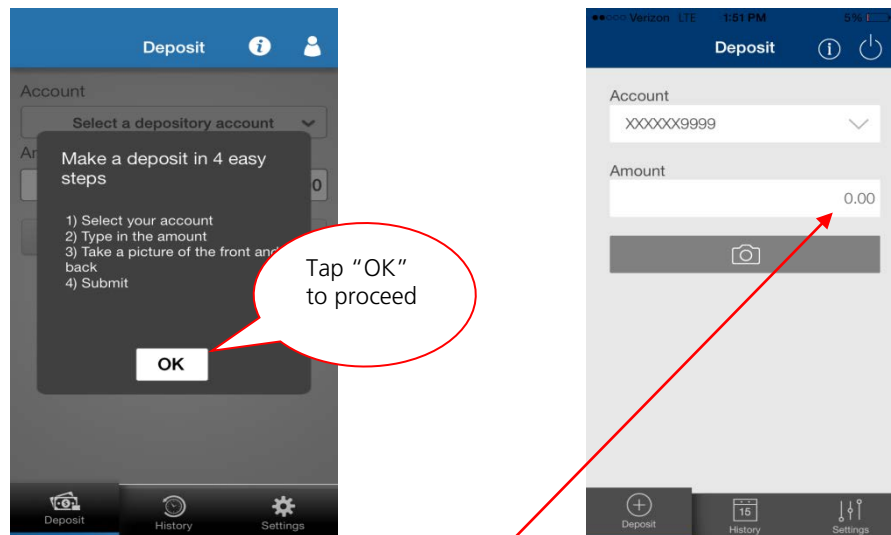 Deposit
Account
Select a depository account
Make a deposit in 4 easy
steps
1) Select your account
2) Type in the amount
3) Take a picture of the front and
back
4) Submit
0
OK
Deposit
History
Settings
Tap “OK”
to proceed
Verizon LTE 1:51 PM 5%
Deposit
Account
XXXXXX9999
Amount
0.00
15
Deposit
History
Settings